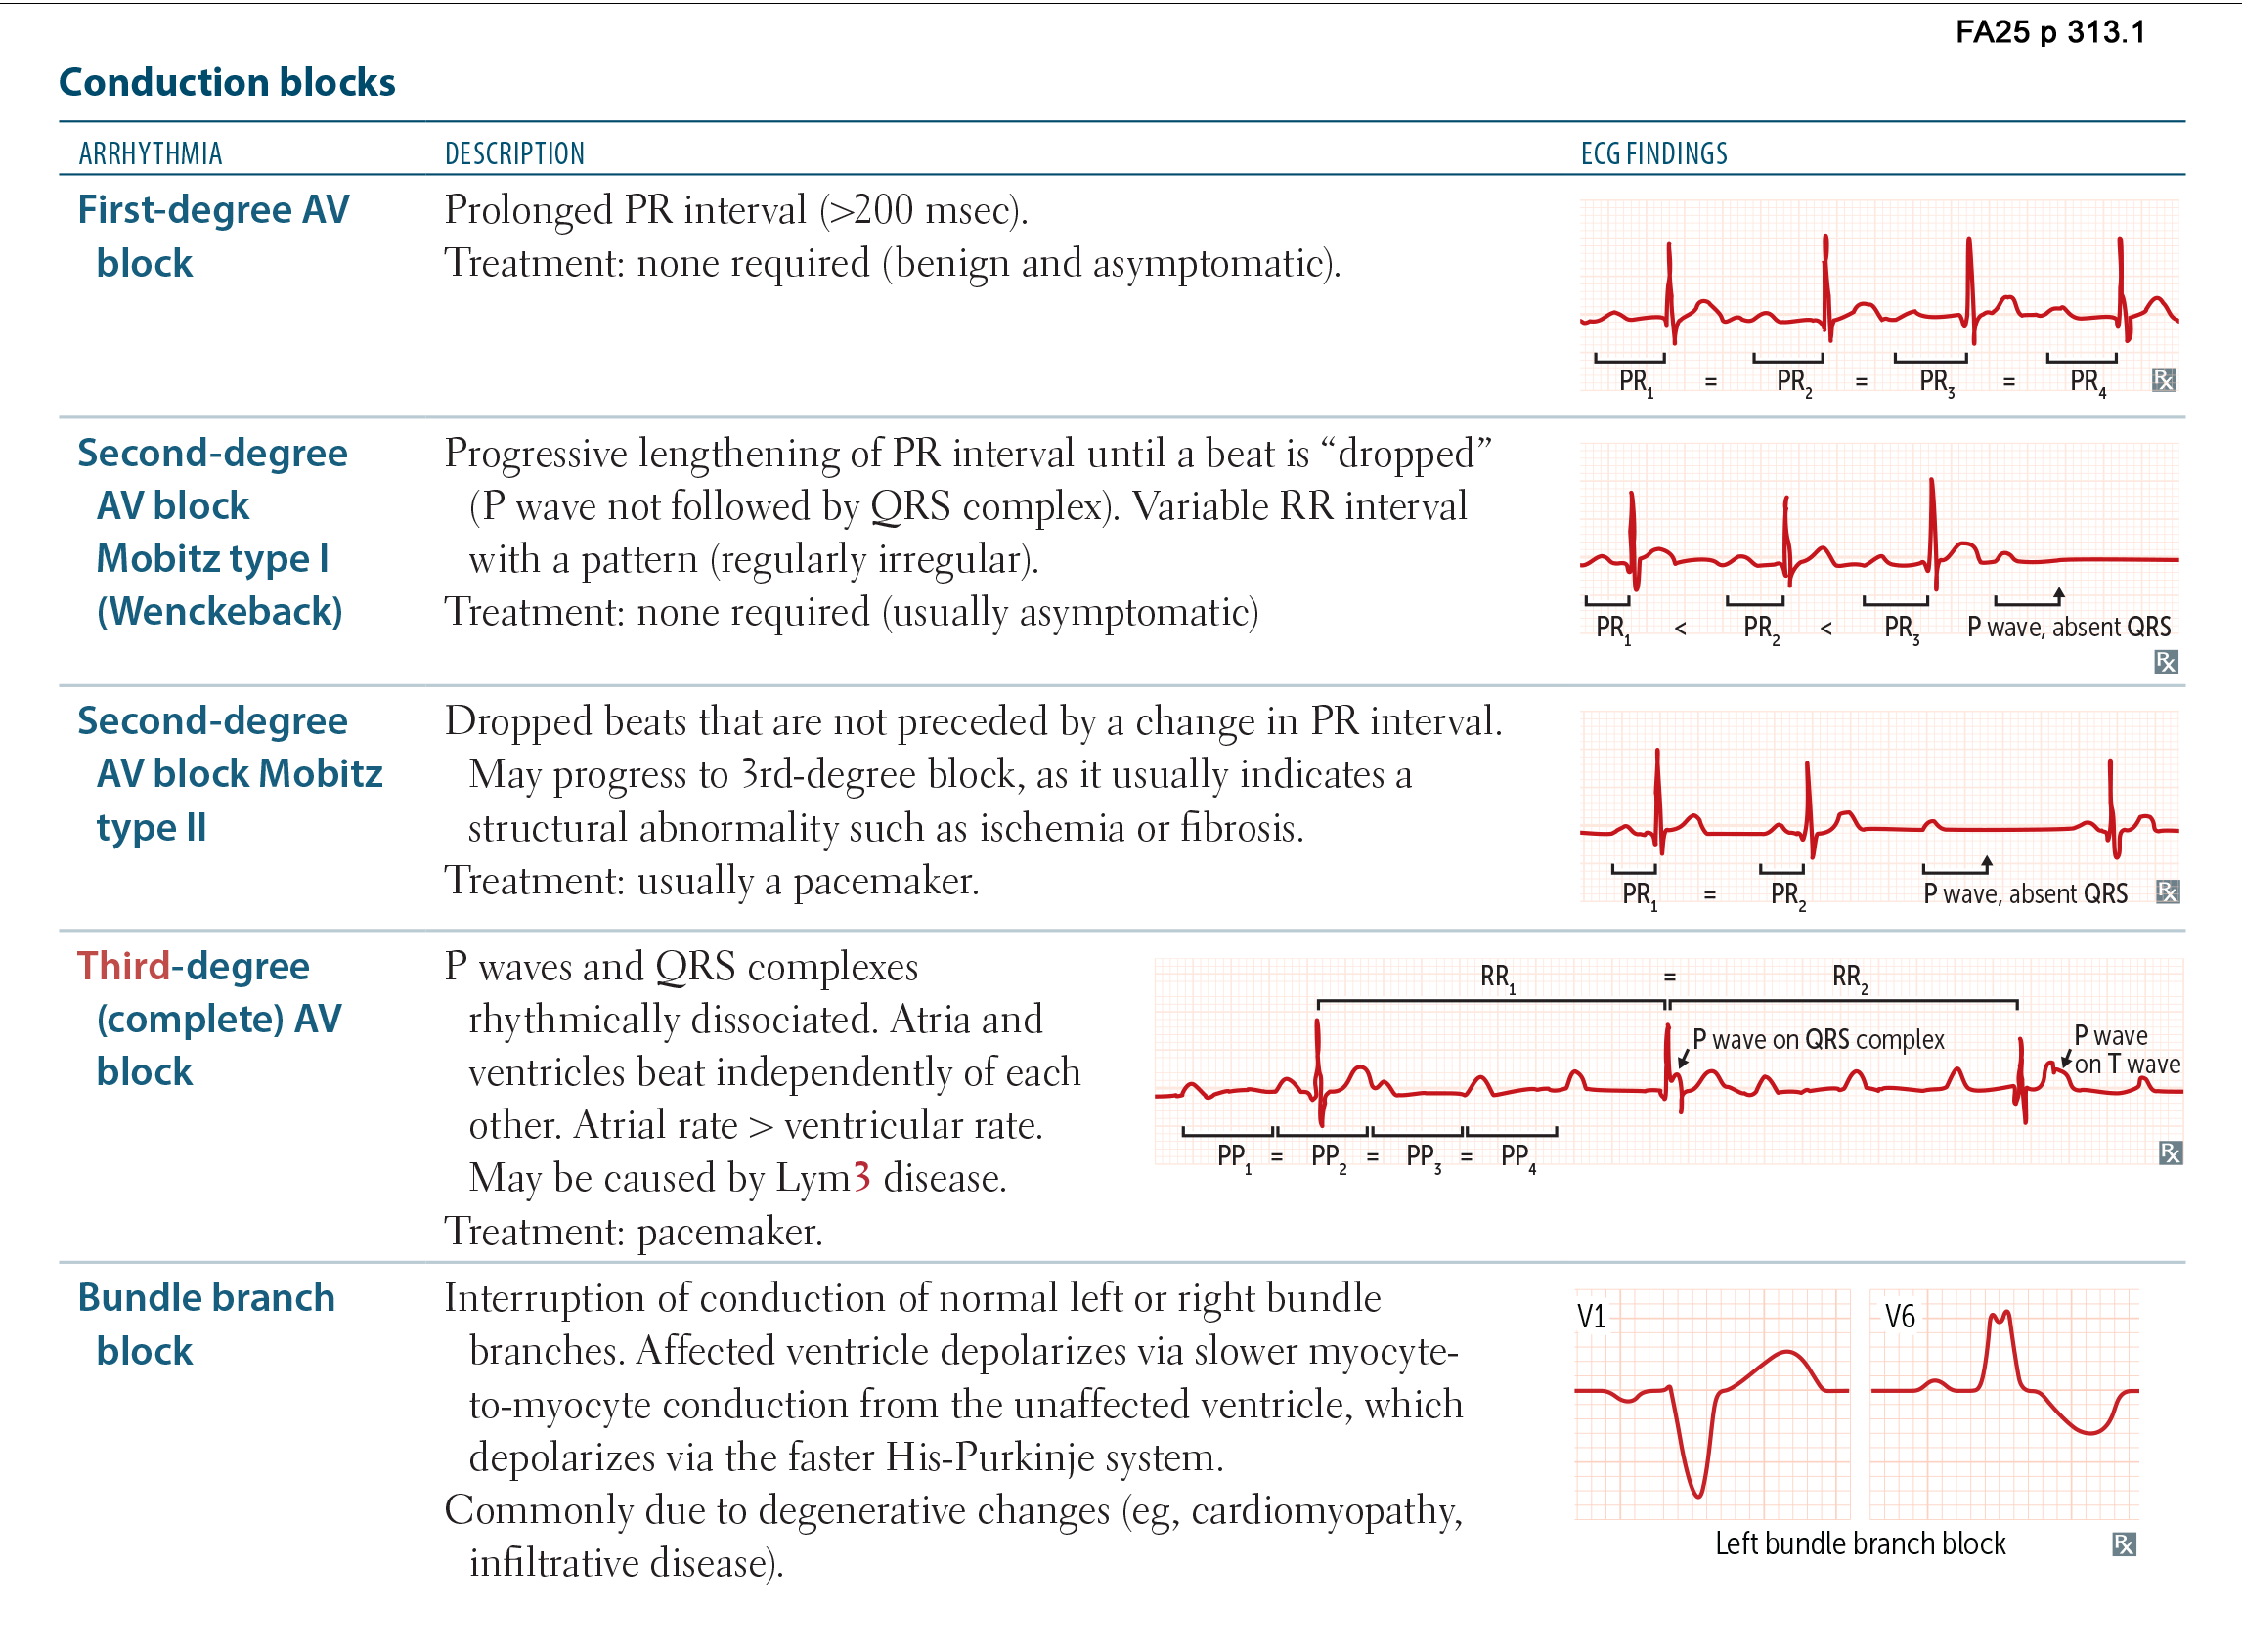 FA25 p 313.1
Conduction blocks
ARRHYTHMIA
DESCRIPTION
ECG FINDINGS
First-degree AV
block
Prolonged PR interval (>200 msec).
Treatment: none required (benign and asymptomatic).
PR1 = PR2 = PR3 = PR4
Rx
Second-degree
AV block
Mobitz type I
(Wenckeback)
Progressive lengthening of PR interval until a beat is “dropped”
(P wave not followed by QRS complex). Variable RR interval
with a pattern (regularly irregular).
Treatment: none required (usually asymptomatic)
PR1 < PR2 < PR3 P wave, absent QRS
Rx
Second-degree
AV block Mobitz
type II
Dropped beats that are not preceded by a change in PR interval.
May progress to 3rd-degree block, as it usually indicates a
structural abnormality such as ischemia or fibrosis.
Treatment: usually a pacemaker.
PR1 = PR2 P wave, absent QRS
Rx
Third-degree
(complete) AV
block
P waves and QRS complexes
rhythmically dissociated. Atria and
ventricles beat independently of each
other. Atrial rate > ventricular rate.
May be caused by Lym3 disease.
Treatment: pacemaker.
RR1 = RR2
P wave on QRS complex
P wave
on T wave
PP1 = PP2 = PP3 = PP4
Rx
Bundle branch
block
Interruption of conduction of normal left or right bundle
branches. Affected ventricle depolarizes via slower myocyte-
to-myocyte conduction from the unaffected ventricle, which
depolarizes via the faster His-Purkinje system.
Commonly due to degenerative changes (eg, cardiomyopathy,
infiltrative disease).
V1
V6
Left bundle branch block
Rx